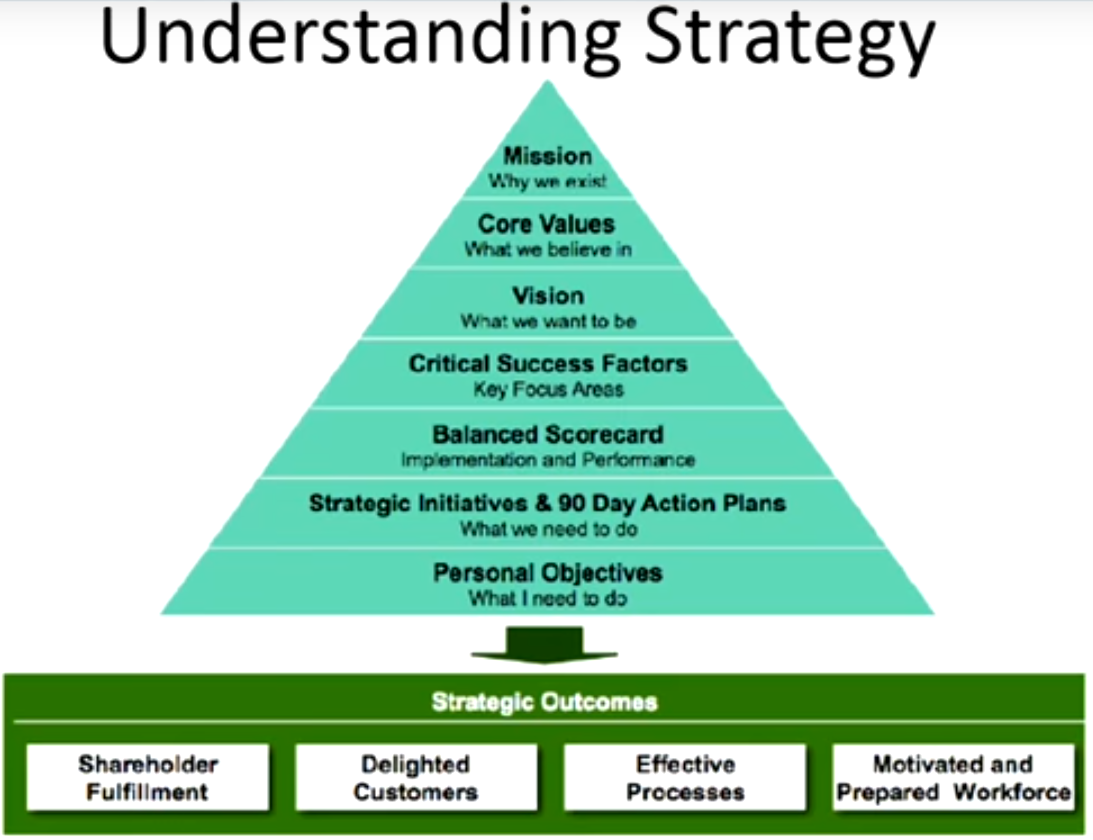 Understanding Strategy
Mission
Why we exist
Core Values
What we believe in
Vision
What we want to be
Critical Success Factors
Key Focus Areas
Balanced Scorecard
Implementation and Performance
Strategic Initiatives & 90 Day Action Plans
What we need to do
Personal Objectives
What I need to do
Strategic Outcomes
Shareholder
Fulfillment
Delighted
Customers
Effective
Processes
Motivated and
Prepared Workforce